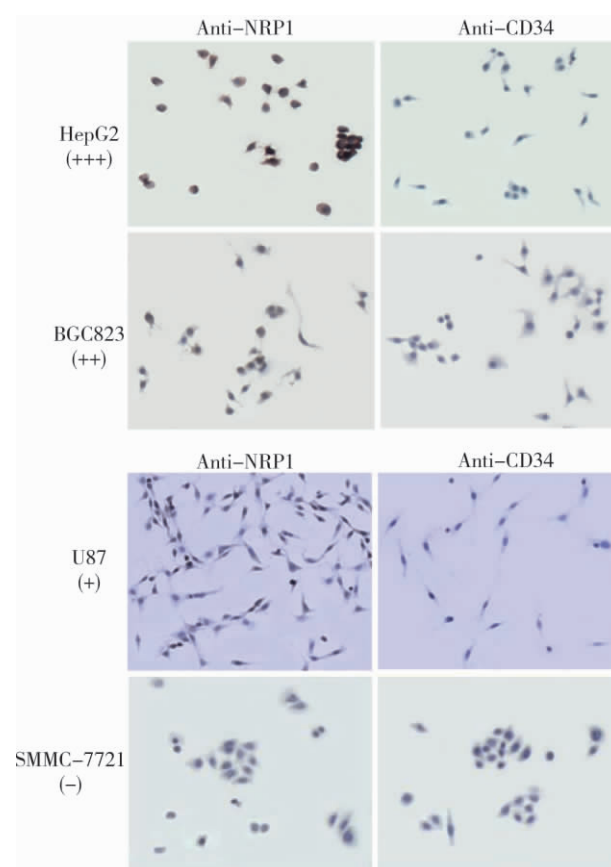 Anti-NRP1 Anti-CD34
HepG2
(+++)
BGC823
(++)
Anti-NRP1 Anti-CD34
U87
(+)
SMMC-7721
(-)